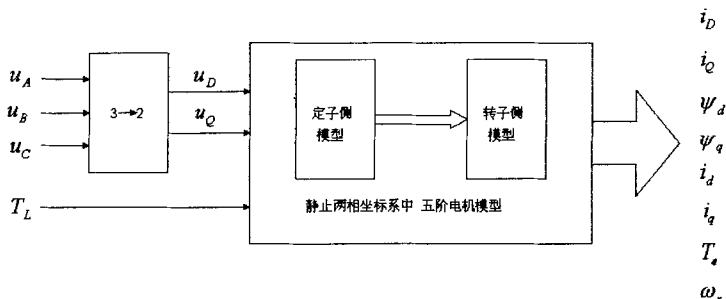 u_A
u_B
u_C
T_L
3→2
u_D
u_Q
定子侧
模型
转子侧
模型
静止两相坐标系中 五阶电机模型
i_D
i_Q
ψ_d
ψ_q
i_d
i_q
T_e
ω